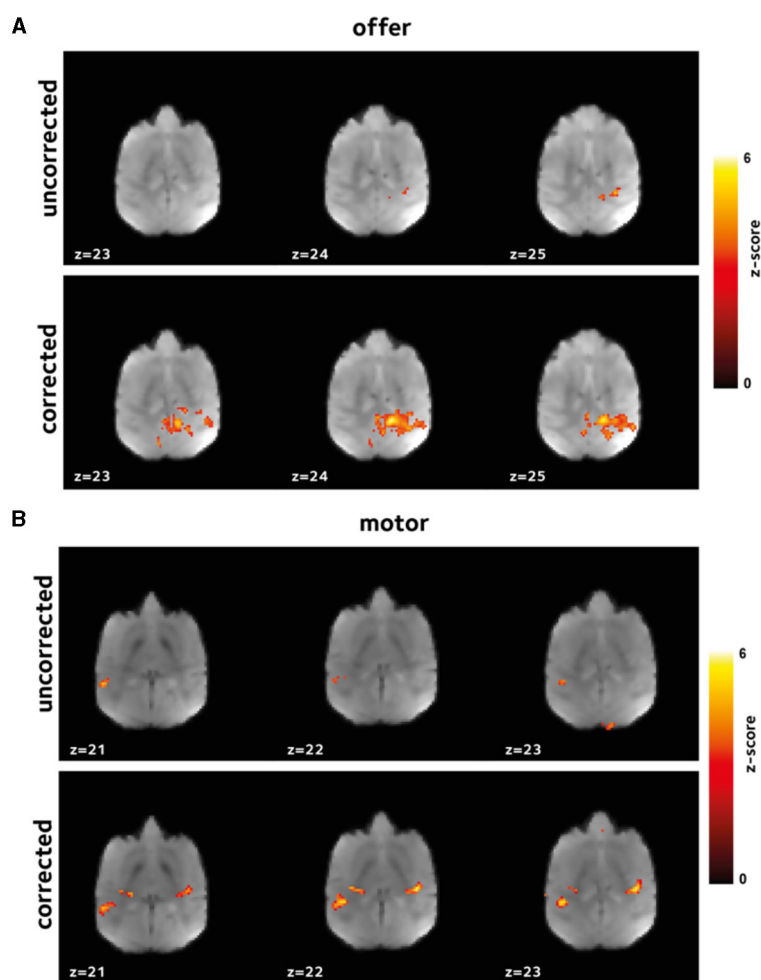 A
offer
uncorrected
z=23
z=24
z=25
corrected
z=23
z=24
z=25
6
z-score
0
B
motor
uncorrected
z=21
z=22
z=23
corrected
z=21
z=22
z=23
6
z-score
0